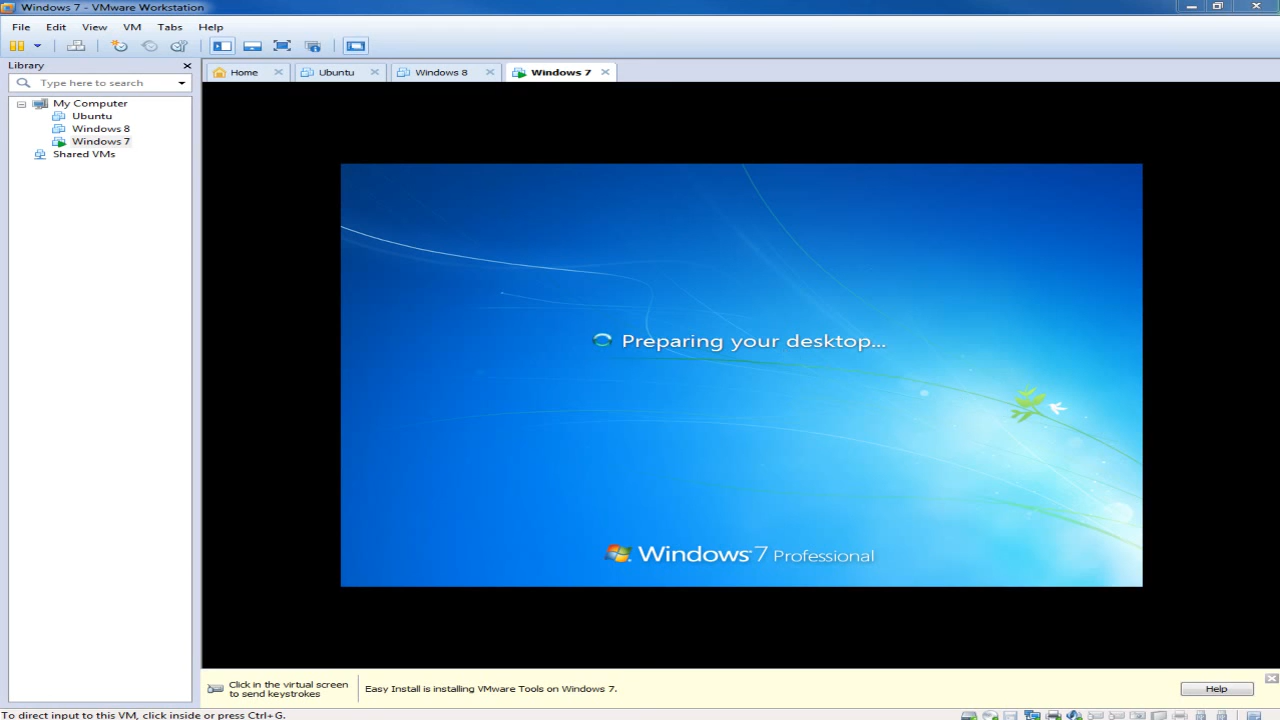 Windows 7 - VMware Workstation
File Edit View VM Tabs Help
Library
Type here to search
My Computer
Ubuntu
Windows 8
Windows 7
Shared VMs
Home Ubuntu Windows 8 Windows 7
Preparing your desktop...
Windows 7 Professional
Click in the virtual screen
to send keystrokes
Easy Install is installing VMware Tools on Windows 7.
Help
To direct input to this VM, click inside or press Ctrl+G.